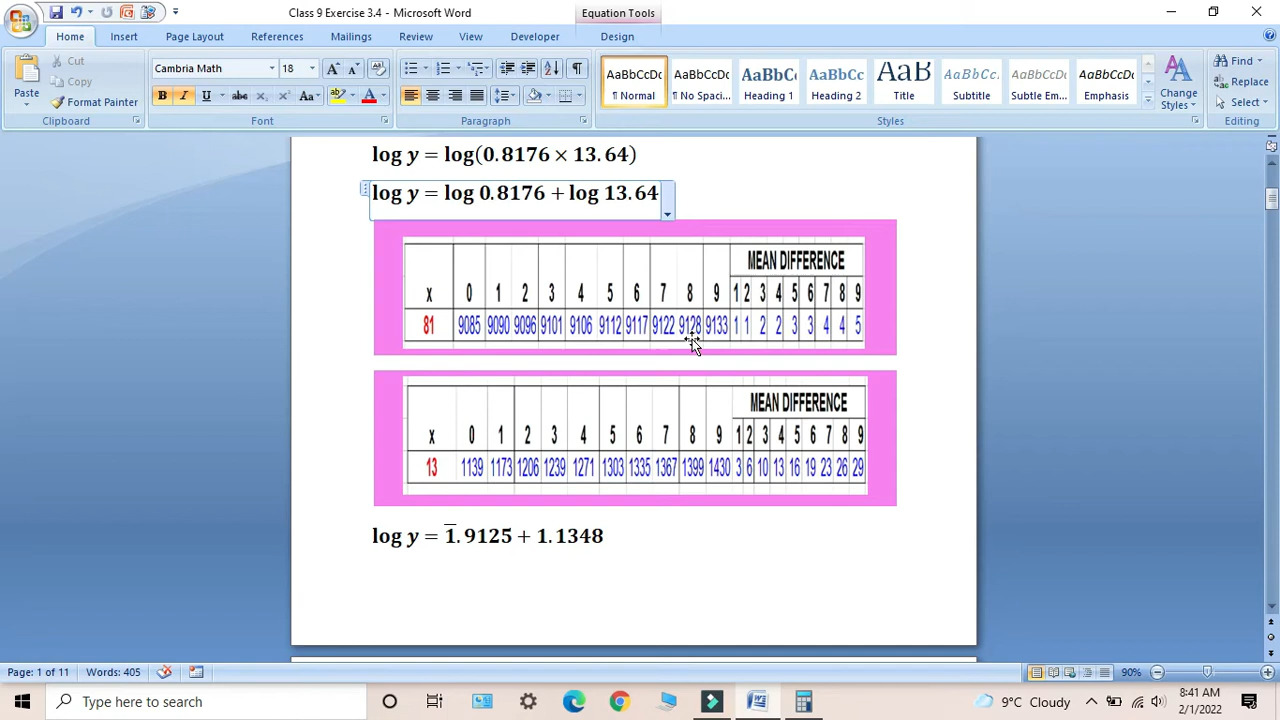 Class 9 Exercise 3.4 - Microsoft Word
Equation Tools
Home Insert Page Layout References Mailings Review View Developer Design
Paste
Cut
Copy
Format Painter
Clipboard
Cambria Math 18
B I U abc x₂ x² Aa A
Font
Paragraph
AaBbCcDc AaBbCcDc AaBbCc AaBbCc AaB AaBbCc. AaBbCcDc AaBbCcDc
¶ Normal ¶ No Spaci... Heading 1 Heading 2 Title Subtitle Subtle Em... Emphasis
Change
Styles
Styles
Find
Replace
Select
Editing
log y = log(0.8176 × 13.64)
log y = log 0.8176 + log 13.64
MEAN DIFFERENCE
x 0 1 2 3 4 5 6 7 8 9 1 2 3 4 5 6 7 8 9
81 9085 9090 9096 9101 9106 9112 9117 9122 9128 9133 1 1 2 2 3 3 4 4 5
MEAN DIFFERENCE
x 0 1 2 3 4 5 6 7 8 9 1 2 3 4 5 6 7 8 9
13 1139 1173 1206 1239 1271 1303 1335 1367 1399 1430 3 6 10 13 16 19 23 26 29
log y = 1̅.9125 + 1.1348
Page: 1 of 11 Words: 405 90%
Type here to search
9°C Cloudy
8:41 AM
2/1/2022